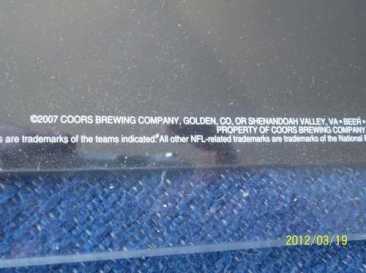 ©2007 COORS BREWING COMPANY, GOLDEN, CO, OR SHENANDOAH VALLEY, VA • BEER •
PROPERTY OF COORS BREWING COMPANY
s are trademarks of the teams indicated. All other NFL-related trademarks are trademarks of the National
2012/03/19